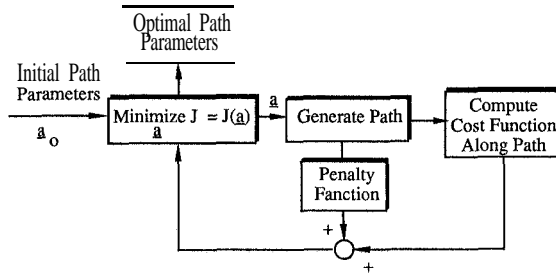 Optimal Path
Parameters
Initial Path
Parameters
a o
Minimize J = J(a)
a
a
Generate Path
Compute
Cost Function
Along Path
Penalty
Fanction
+
+